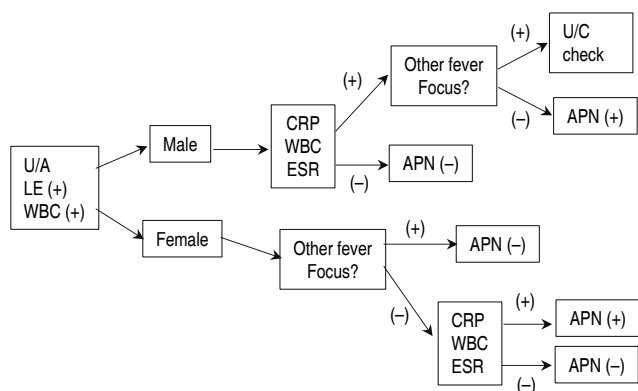 (+)
U/C
check
Other fever
Focus?
(+)
(–)
APN (+)
CRP
WBC
ESR
Male
(–)
APN (–)
U/A
LE (+)
WBC (+)
Female
Other fever
Focus?
(+)
APN (–)
(–)
CRP
WBC
ESR
(+)
APN (+)
(–)
APN (–)